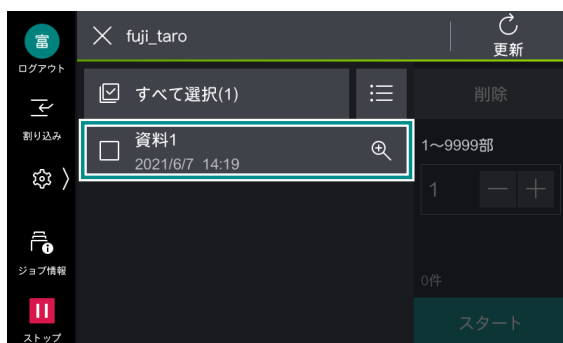 富
ログアウト
割り込み
ジョブ情報
ストップ
fuji_taro
更新
すべて選択(1)
資料1
2021/6/7 14:19
削除
1～9999部
1
0件
スタート